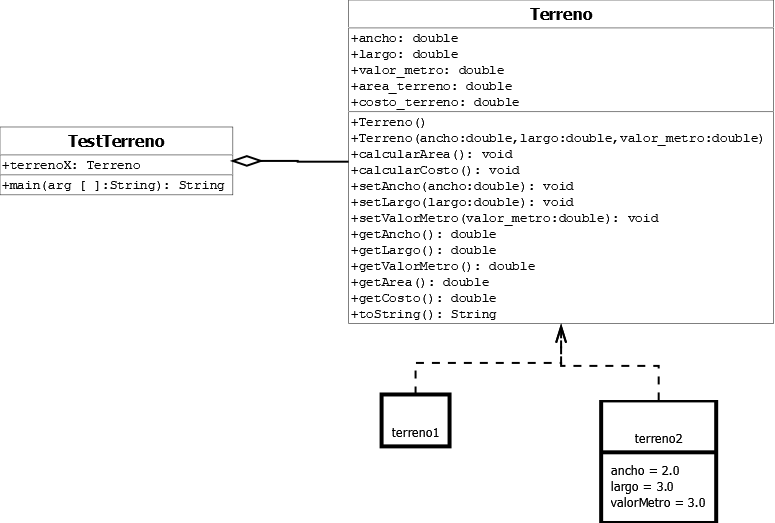 Terreno
+ancho: double
+largo: double
+valor_metro: double
+area_terreno: double
+costo_terreno: double
+Terreno()
+Terreno(ancho:double,largo:double,valor_metro:double)
+calcularArea(): void
+calcularCosto(): void
+setAncho(ancho:double): void
+setLargo(largo:double): void
+setValorMetro(valor_metro:double): void
+getAncho(): double
+getLargo(): double
+getValorMetro(): double
+getArea(): double
+getCosto(): double
+toString(): String
TestTerreno
+terrenoX: Terreno
+main(arg [ ]:String): String
terreno1
terreno2
ancho = 2.0
largo = 3.0
valorMetro = 3.0